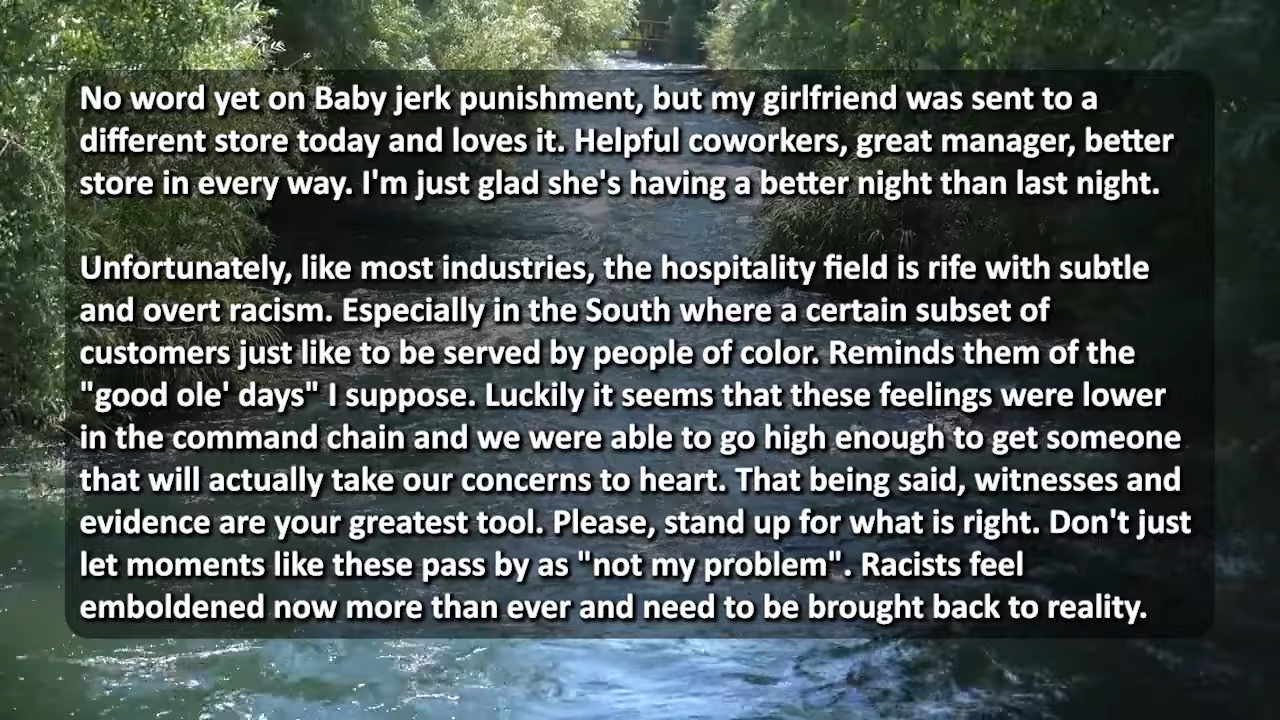 No word yet on Baby jerk punishment, but my girlfriend was sent to a
different store today and loves it. Helpful coworkers, great manager, better
store in every way. I'm just glad she's having a better night than last night.
Unfortunately, like most industries, the hospitality field is rife with subtle
and overt racism. Especially in the South where a certain subset of
customers just like to be served by people of color. Reminds them of the
"good ole' days" I suppose. Luckily it seems that these feelings were lower
in the command chain and we were able to go high enough to get someone
that will actually take our concerns to heart. That being said, witnesses and
evidence are your greatest tool. Please, stand up for what is right. Don't just
let moments like these pass by as "not my problem". Racists feel
emboldened now more than ever and need to be brought back to reality.